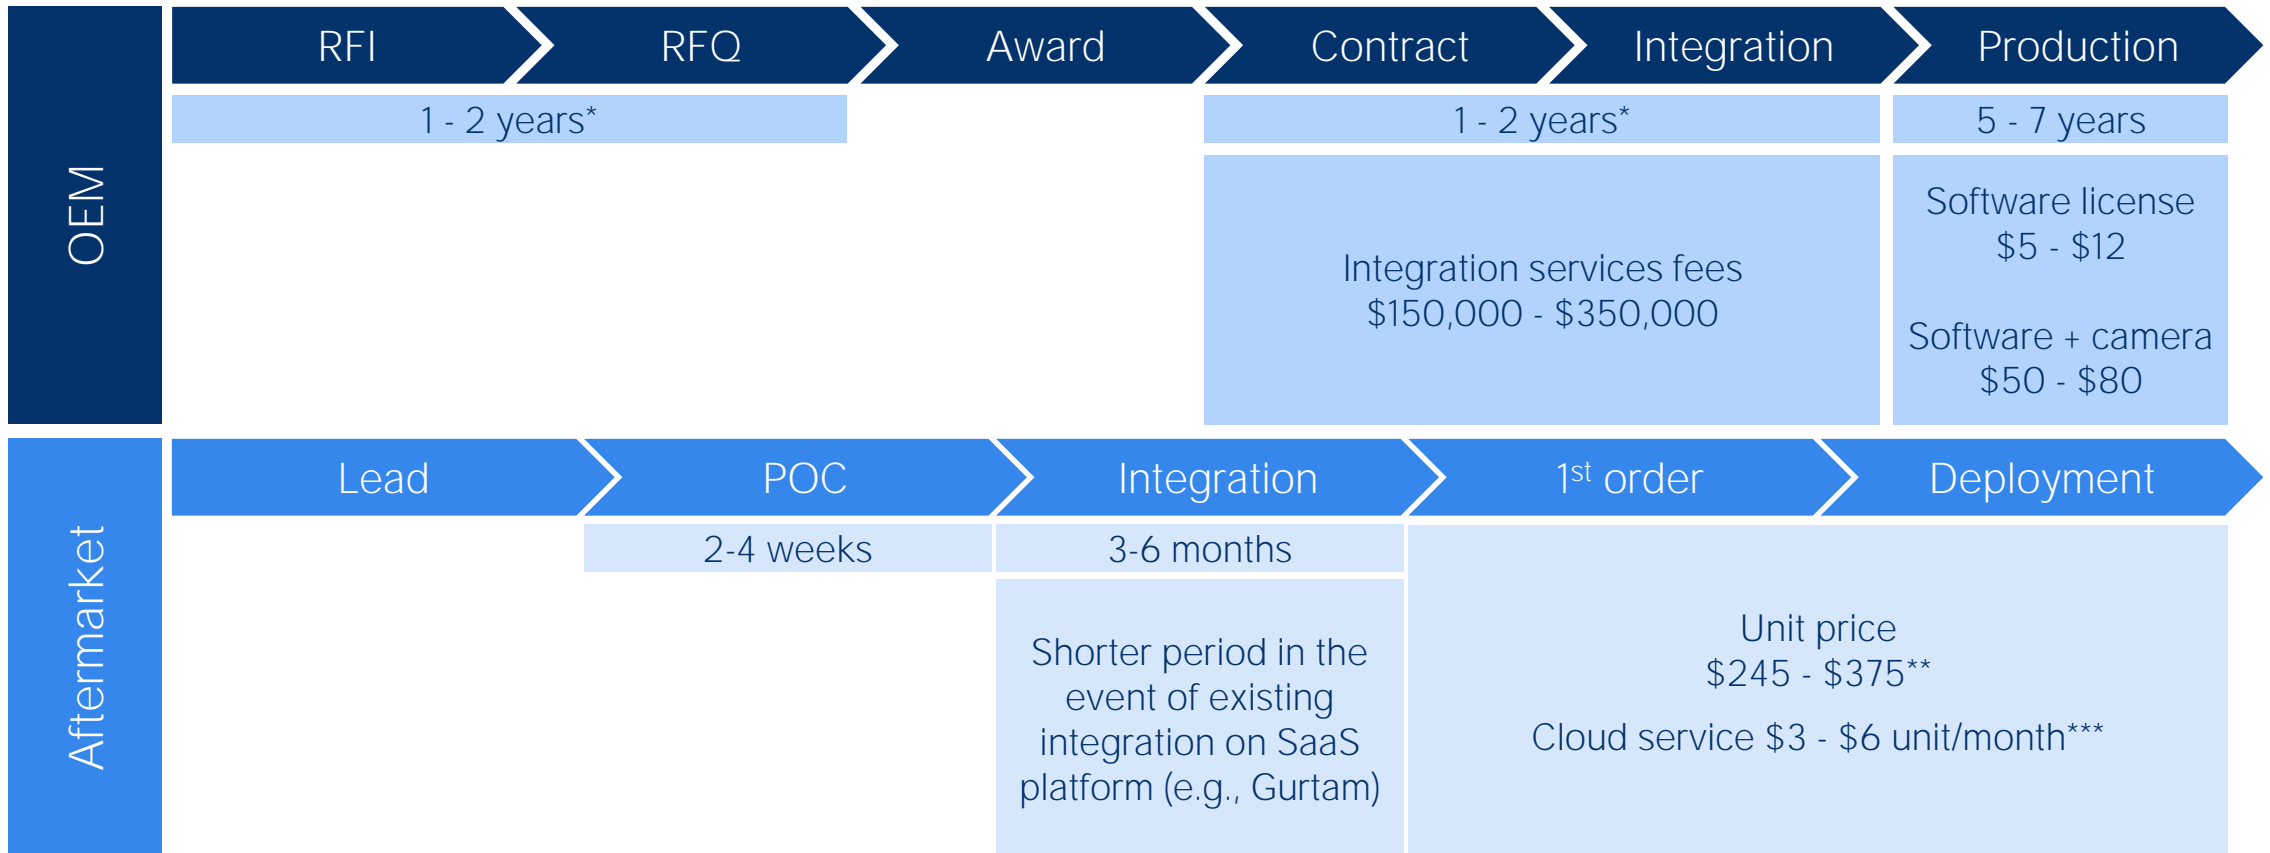 OEM
RFI
RFQ
Award
Contract
Integration
Production
1 - 2 years*
1 - 2 years*
5 - 7 years
Integration services fees
$150,000 - $350,000
Software license
$5 - $12
Software + camera
$50 - $80
Aftermarket
Lead
POC
Integration
1st order
Deployment
2-4 weeks
3-6 months
Shorter period in the
event of existing
integration on SaaS
platform (e.g., Gurtam)
Unit price
$245 - $375**
Cloud service $3 - $6 unit/month***